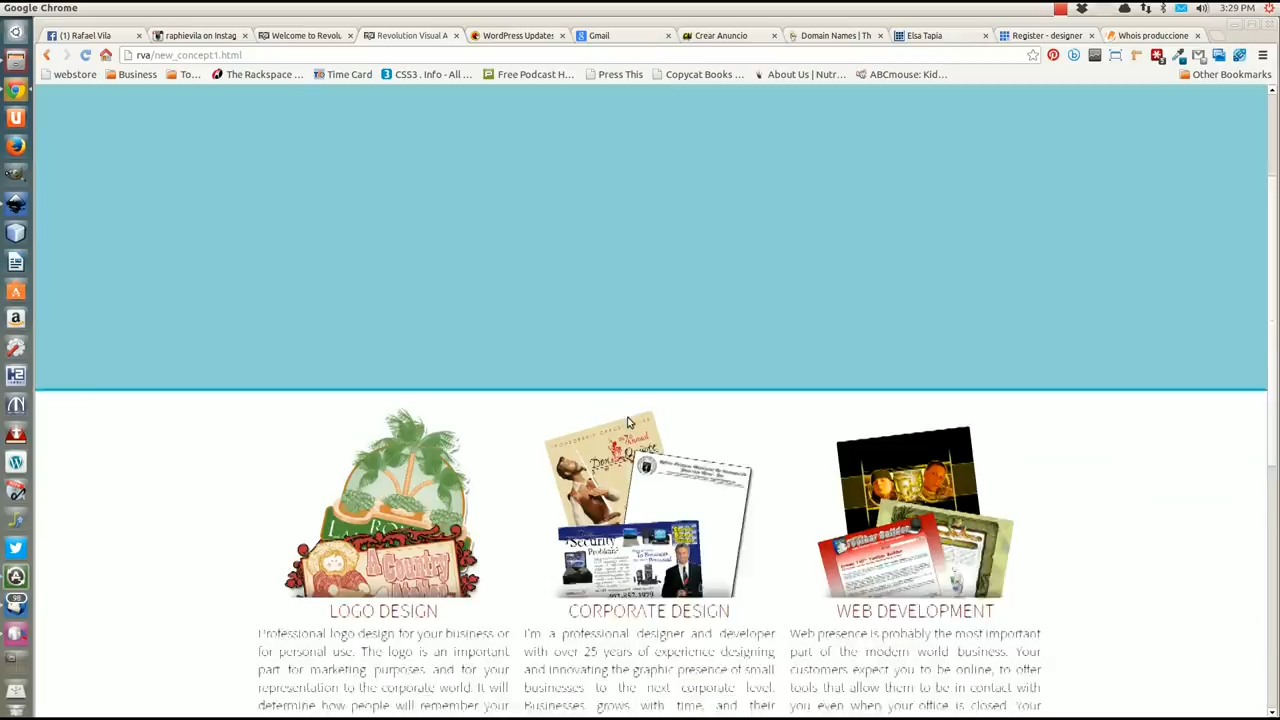 Google Chrome
3:29 PM
(1) Rafael Vila
raphievila on Instag
Welcome to Revolu
Revolution Visual A
WordPress Upsell
Gmail
Crear Anuncio
Domain Names | Th
Elsa Tapia
Register - designer
Whois produccione
rva/new_concept1.html
webstore
Business
To...
The Rackspace ...
Time Card
CSS3 . Info - All ...
Free Podcast H...
Press This
Copycat Books ...
About Us | Nutr...
ABCmouse: Kid...
Other Bookmarks
A Country
Security
Problem?
LOGO DESIGN
Professional logo design for your business or
for personal use. The logo is an important
part for marketing purposes and for your
representation to the corporate world. It will
determine how people will remember your
CORPORATE DESIGN
I'm a professional designer and developer
with over 25 years of experience designing
and innovating the graphic presence of small
businesses to the next corporate level.
Businesses grows with time and their
WEB DEVELOPMENT
Web presence is probably the most important
part of the modern world business. Your
customers expect you to be online, to offer
tools that allow them to be in contact with
you even when your office is closed. Your